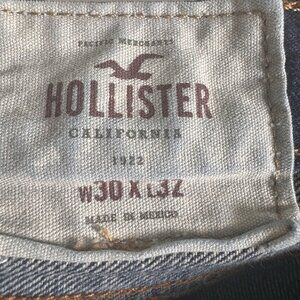 PACIFIC MERCHANTS
HOLLISTER
CALIFORNIA
1922
W30 X L32
MADE IN MEXICO